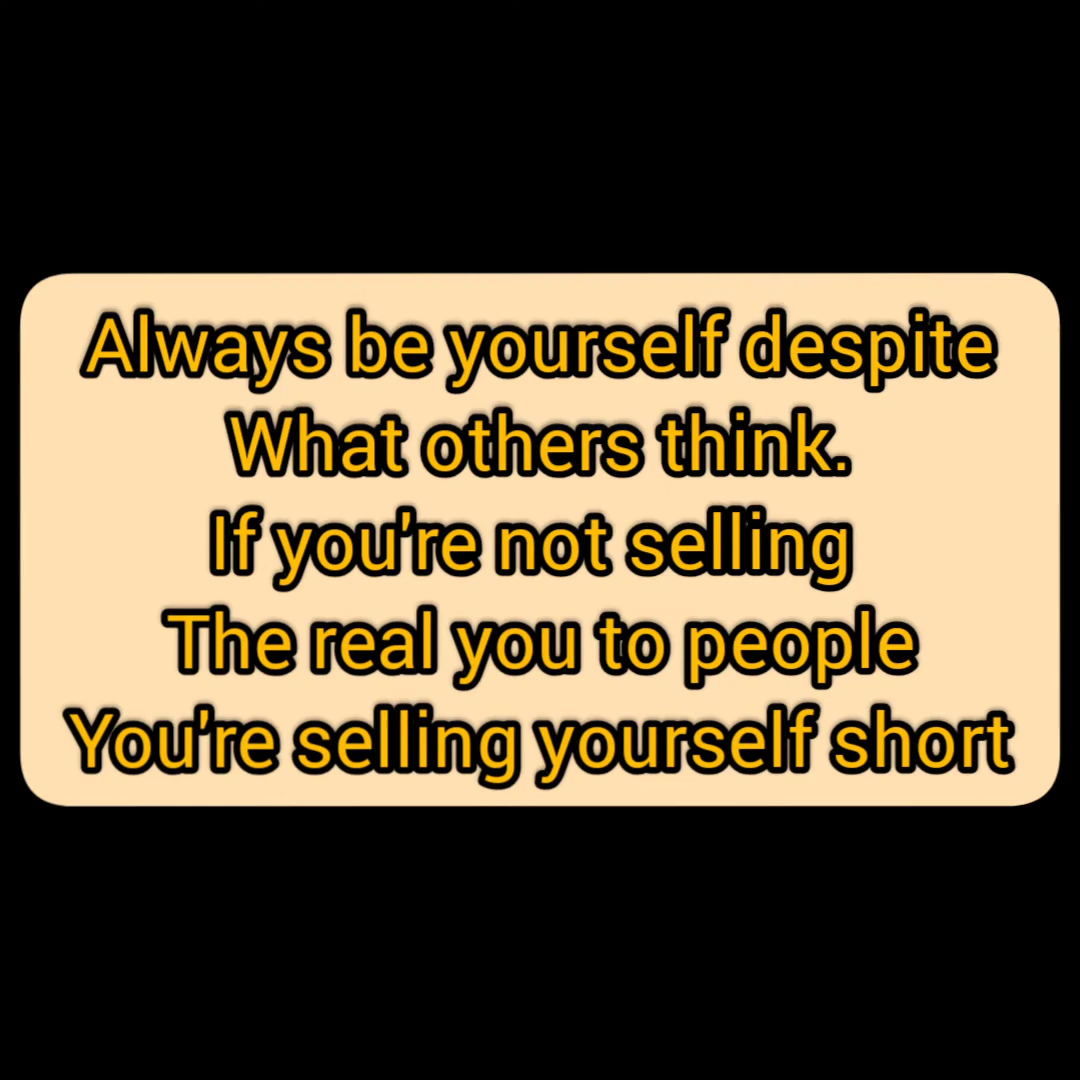 Always be yourself despite
What others think.
If you're not selling
The real you to people
You're selling yourself short